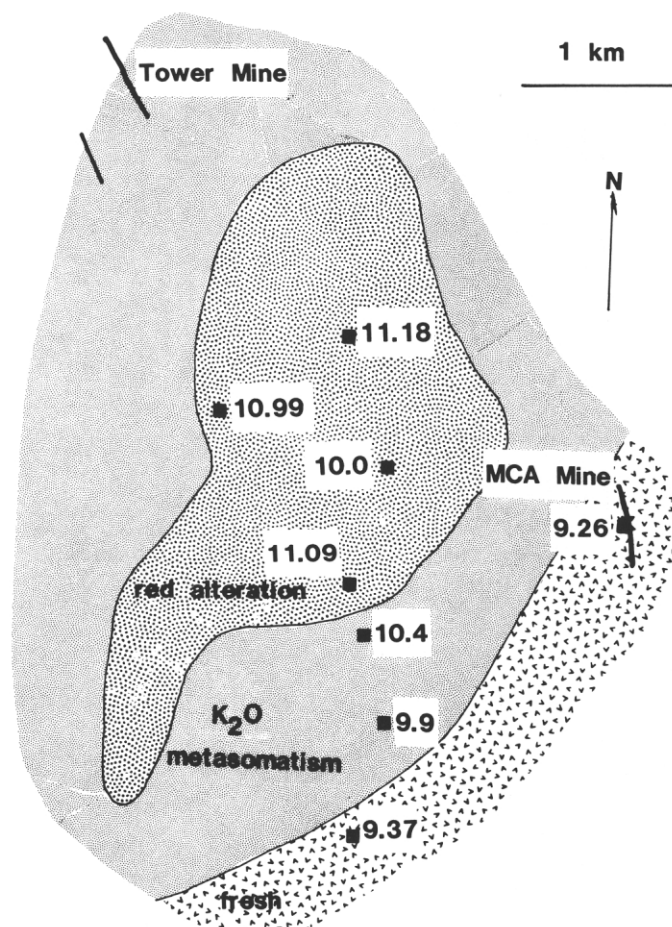 1 km
Tower Mine
N
11.18
10.99
10.0
MCA Mine
9.26
11.09
red alteration
10.4
K₂O
metasomatism
9.9
9.37
fresh